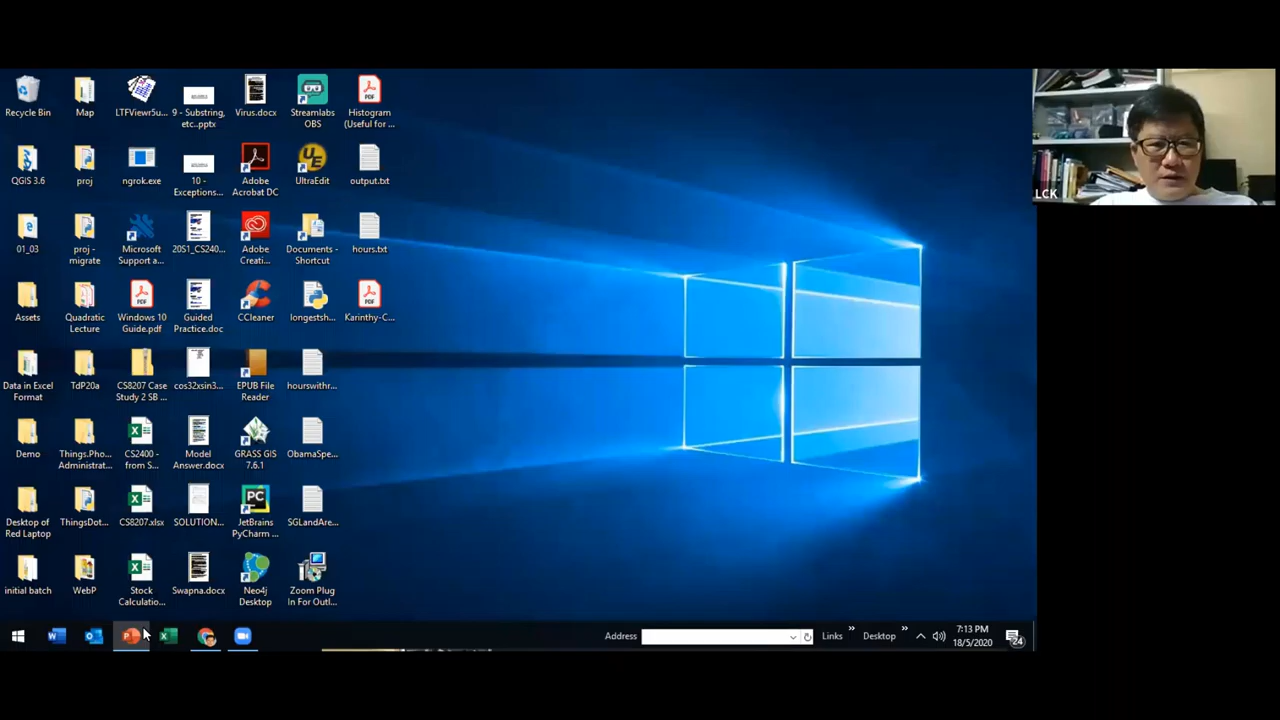 Recycle Bin
Map
LTFViewr5u...
9 - Substring,
etc..pptx
Virus.docx
Streamlabs
OBS
Histogram
(Useful for ...
QGIS 3.6
proj
ngrok.exe
10 -
Exceptions...
Adobe
Acrobat DC
UltraEdit
output.txt
01_03
proj -
migrate
Microsoft
Support a...
20S1_CS240...
Adobe
Creati...
Documents -
Shortcut
hours.txt
Assets
Quadratic
Lecture
Windows 10
Guide.pdf
Guided
Practice.doc
CCleaner
longestsh...
Karinthy-C...
Data in Excel
Format
TdP20a
CS8207 Case
Study 2 SB ...
cos32xsin3...
EPUB File
Reader
hourswithr...
Demo
Things.Pho...
Administrat...
CS2400 -
from S...
Model
Answer.docx
GRASS GIS
7.6.1
ObamaSpe...
Desktop of
Red Laptop
ThingsDot...
CS8207.xlsx
SOLUTION...
JetBrains
PyCharm ...
SGLandAre...
initial batch
WebP
Stock
Calculatio...
Swapna.docx
Neo4j
Desktop
Zoom Plug
In For Outl...
Address
Links
»
Desktop
»
7:13 PM
18/5/2020
24
LCK